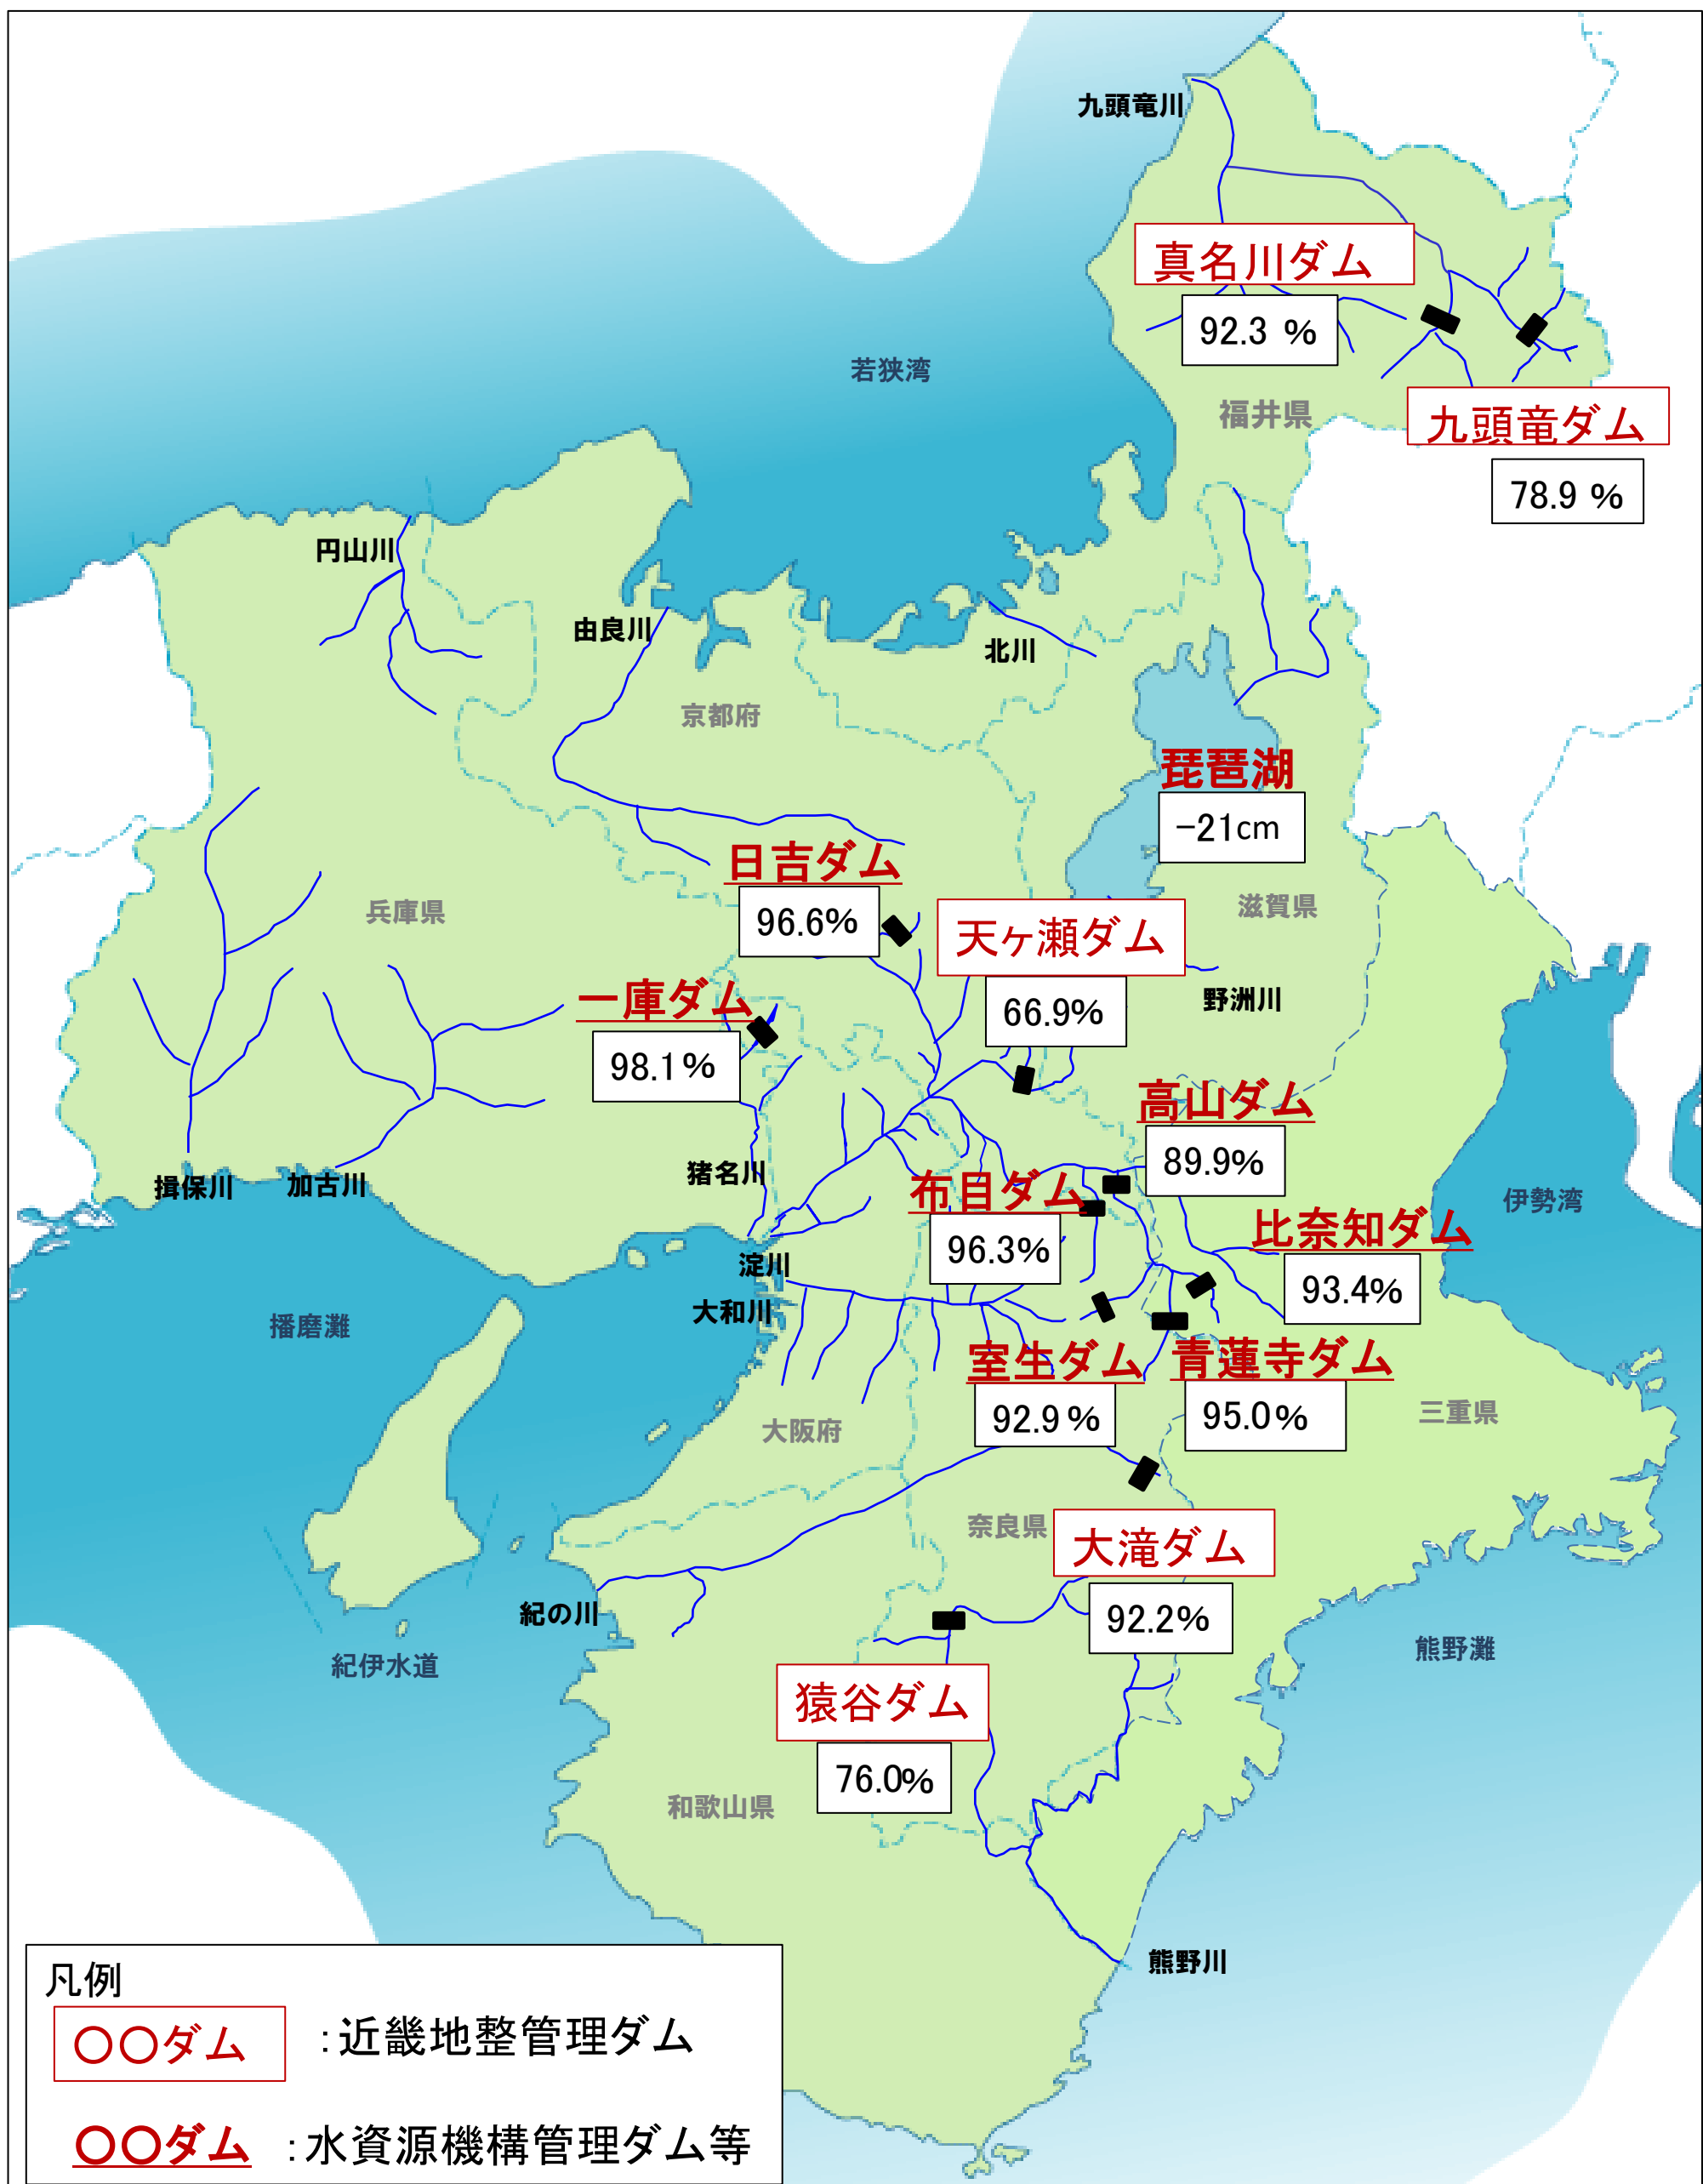 九頭竜川
真名川ダム
92.3 %
若狭湾
福井県
九頭竜ダム
78.9 %
円山川
由良川
北川
京都府
琵琶湖
-21cm
日吉ダム
96.6%
兵庫県
滋賀県
天ヶ瀬ダム
66.9%
野洲川
一庫ダム
98.1%
高山ダム
89.9%
猪名川
揖保川
加古川
布目ダム
96.3%
伊勢湾
比奈知ダム
93.4%
淀川
大和川
播磨灘
室生ダム
92.9%
青蓮寺ダム
95.0%
三重県
大阪府
奈良県
大滝ダム
92.2%
紀の川
紀伊水道
熊野灘
猿谷ダム
76.0%
和歌山県
熊野川
凡例
〇〇ダム :近畿地整管理ダム
〇〇ダム :水資源機構管理ダム等